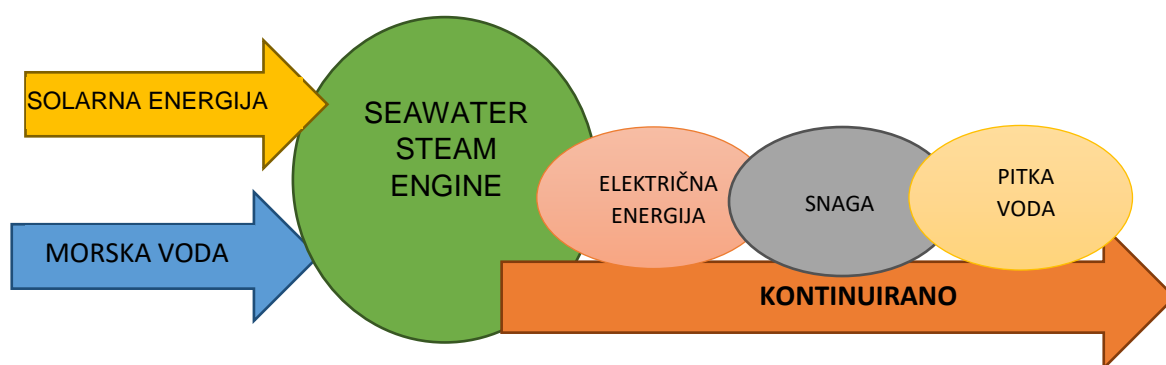 SOLARNA ENERGIJA
MORSKA VODA
SEAWATER
STEAM
ENGINE
ELEKTRIČNA
ENERGIJA
SNAGA
PITKA
VODA
KONTINUIRANO